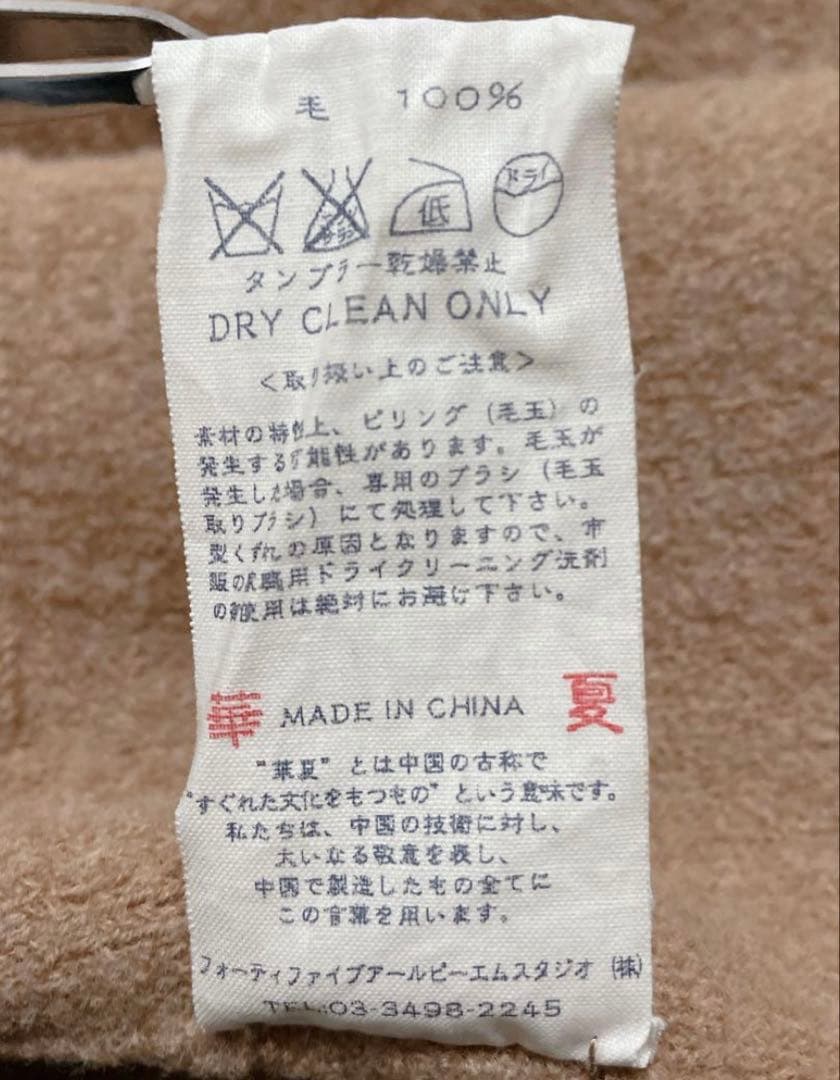 毛 100%
低 ドライ
タンブラー乾燥禁止
DRY CLEAN ONLY
<取り扱い上のご注意>
素材の特性上、ピリング（毛玉）の
発生する可能性があります。毛玉が
発生した場合、専用のブラシ（毛玉
取りブラシ）にて処理して下さい。
型くずれの原因となりますので、市
販の家庭用ドライクリーニング洗剤
の御使用は絶対にお避け下さい。
華 MADE IN CHINA 夏
"華夏"とは中国の古称で
"すぐれた文化をもつもの"という意味です。
私たちは、中国の技術に対し、
大いなる敬意を表し、
中国で製造したもの全てに
この言葉を用います。
フォーティファイブアールピーエムスタジオ（株）
TEL:03-3498-2245